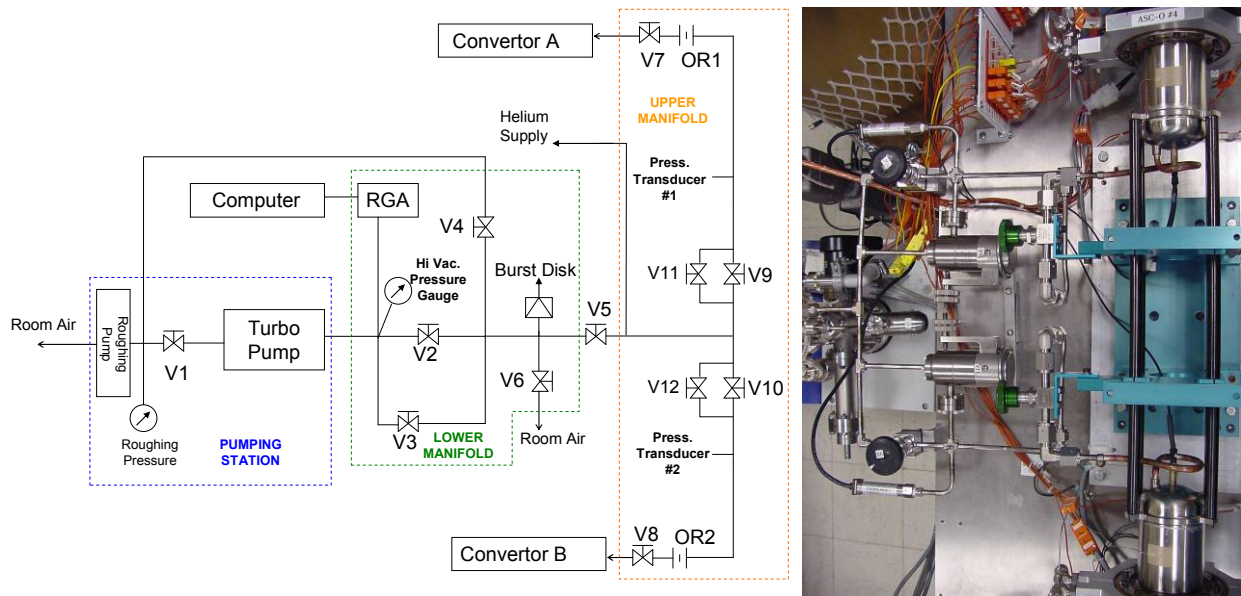 Convertor A
V7
OR1
UPPER
MANIFOLD
Helium
Supply
Press.
Transducer
#1
Computer
RGA
V4
Hi Vac.
Pressure
Gauge
Burst Disk
V11
V9
V5
Room Air
Roughing
Pump
V1
Turbo
Pump
V2
V6
V12
V10
V3
Roughing
Pressure
PUMPING
STATION
LOWER
MANIFOLD
Room Air
Press.
Transducer
#2
Convertor B
V8
OR2
ASC-O #4